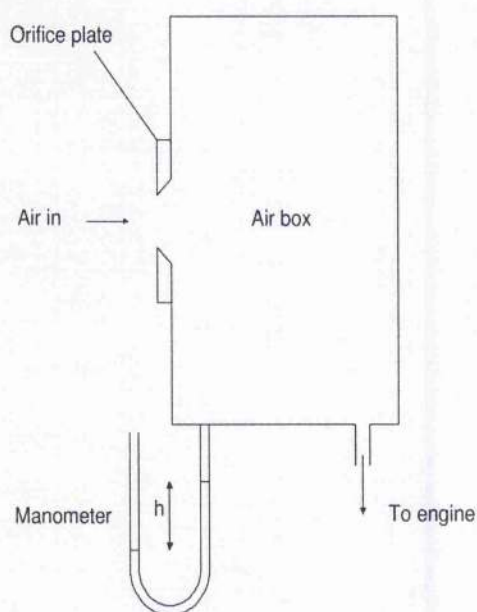 Orifice plate
Air in
Air box
h
Manometer
To engine